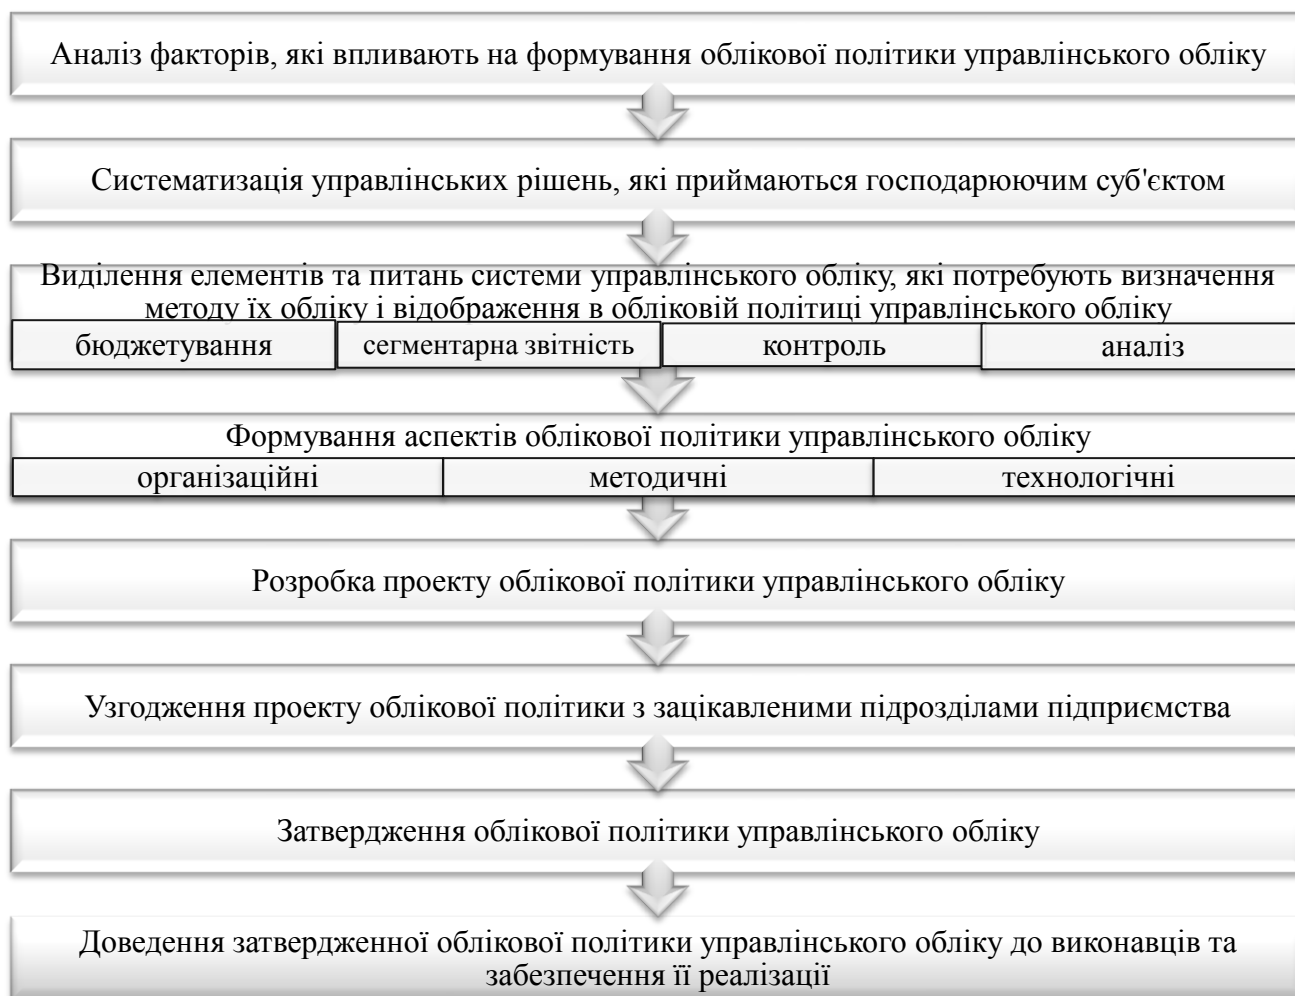 Аналіз факторів, які впливають на формування облікової політики управлінського обліку
Систематизація управлінських рішень, які приймаються господарюючим суб'єктом
Виділення елементів та питань системи управлінського обліку, які потребують визначення
методу їх обліку і відображення в обліковій політиці управлінського обліку
бюджетування сегментарна звітність контроль аналіз
Формування аспектів облікової політики управлінського обліку
організаційні методичні технологічні
Розробка проекту облікової політики управлінського обліку
Узгодження проекту облікової політики з зацікавленими підрозділами підприємства
Затвердження облікової політики управлінського обліку
Доведення затвердженної облікової політики управлінського обліку до виконавців та
забезпечення її реалізації